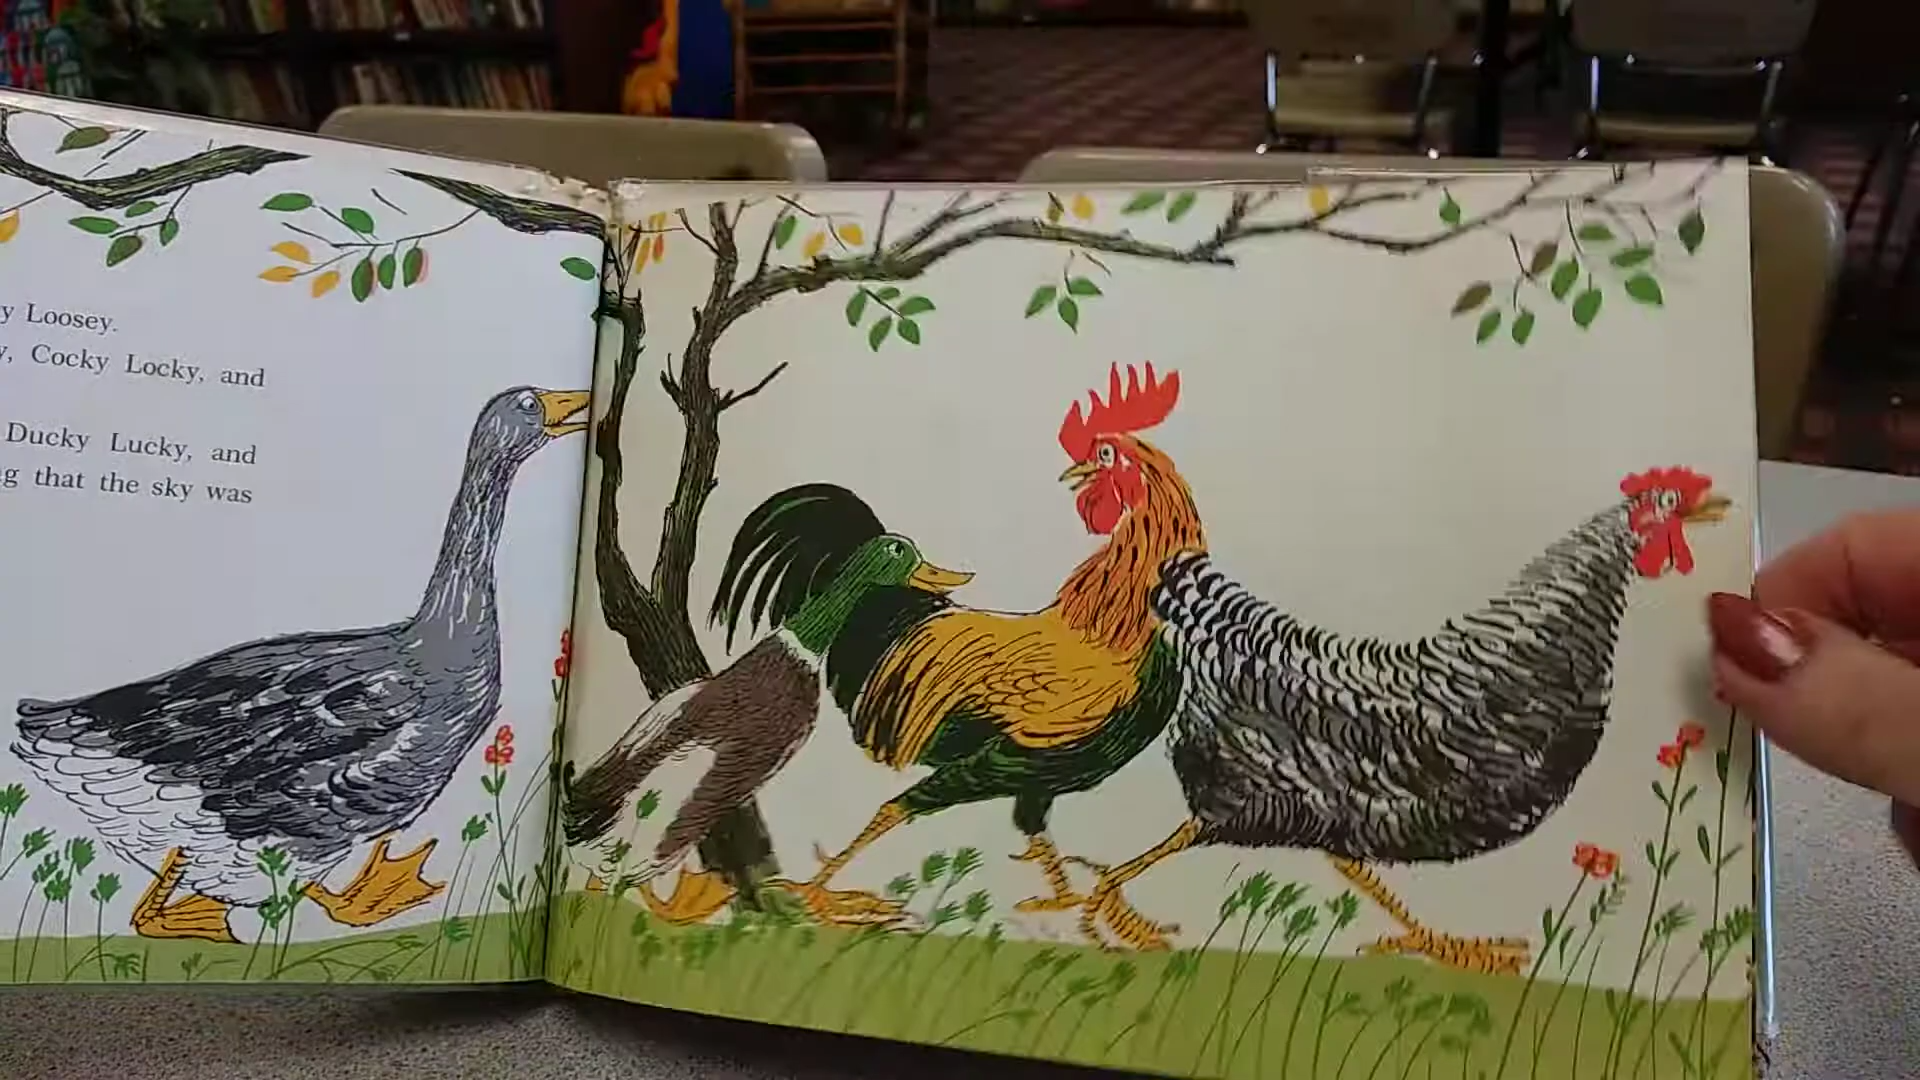 Loosey.
Cocky Locky, and
Ducky Lucky, and
that the sky was